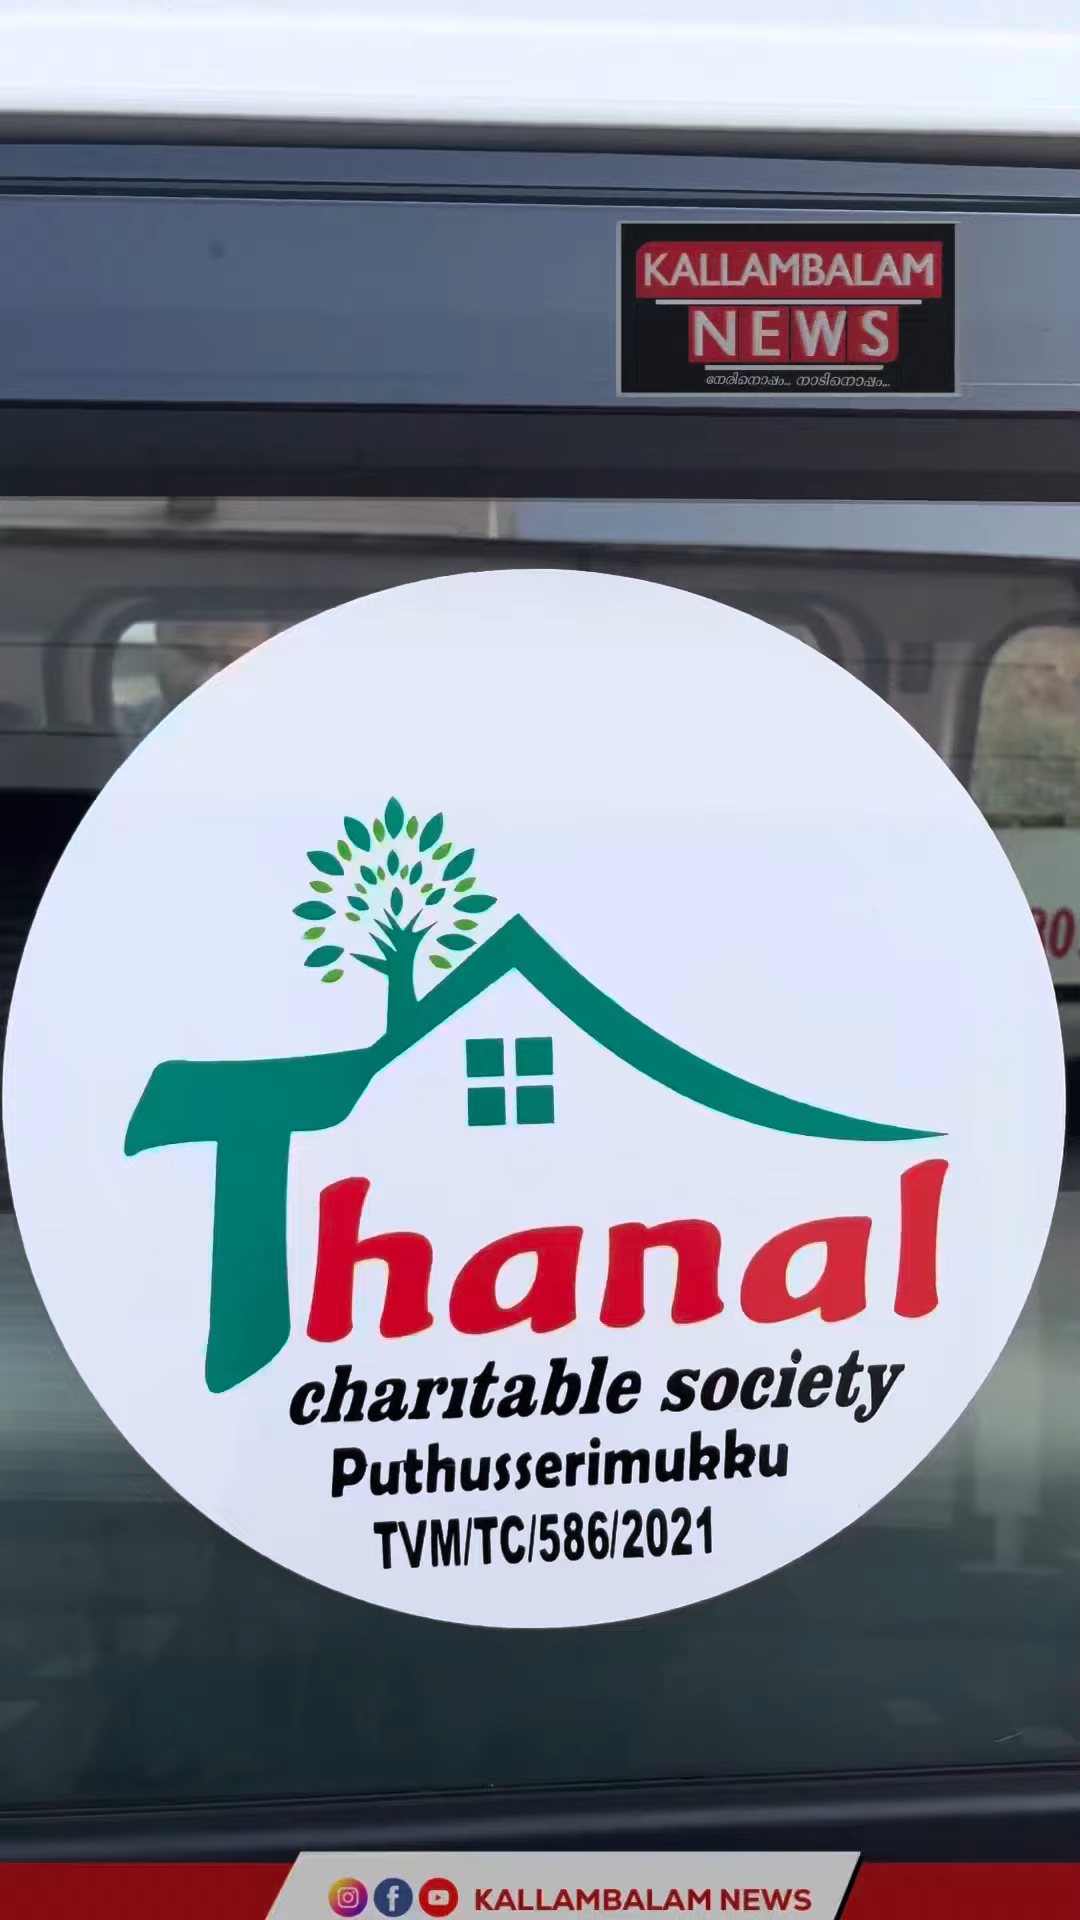 KALLAMBALAM
NEWS
നേരിനൊപ്പം... നാടിനൊപ്പം...
Thanal
charitable society
Puthusserimukku
TVM/TC/586/2021
KALLAMBALAM NEWS